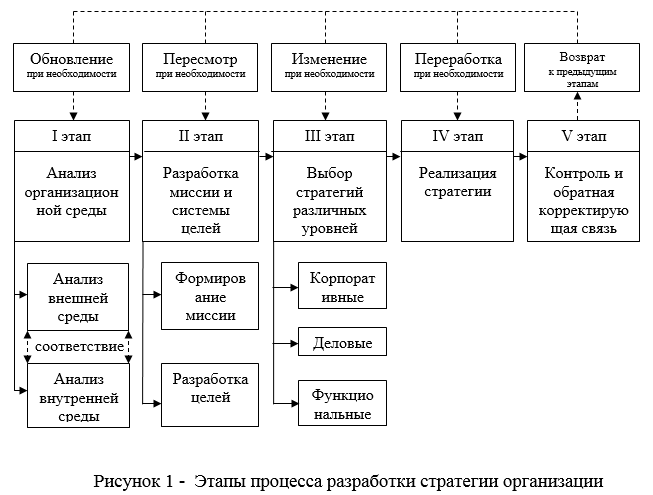 Обновление
при необходимости
Пересмотр
при необходимости
Изменение
при необходимости
Переработка
при необходимости
Возврат
к предыдущим
этапам
I этап
Анализ
организацион
ной среды
II этап
Разработка
миссии и
системы
целей
III этап
Выбор
стратегий
различных
уровней
IV этап
Реализация
стратегии
V этап
Контроль и
обратная
корректирую
щая связь
Анализ
внешней
среды
соответствие
Анализ
внутренней
среды
Формиров
ание
миссии
Разработка
целей
Корпорат
ивные
Деловые
Функцио
нальные
Рисунок 1 - Этапы процесса разработки стратегии организации